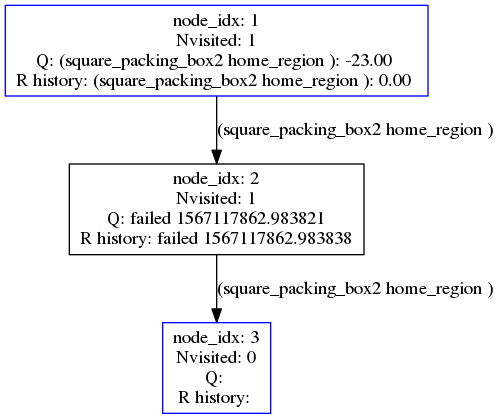 node_idx: 1
Nvisited: 1
Q: (square_packing_box2 home_region ): -23.00
R history: (square_packing_box2 home_region ): 0.00
(square_packing_box2 home_region )
node_idx: 2
Nvisited: 1
Q: failed 1567117862.983821
R history: failed 1567117862.983838
(square_packing_box2 home_region )
node_idx: 3
Nvisited: 0
Q:
R history: